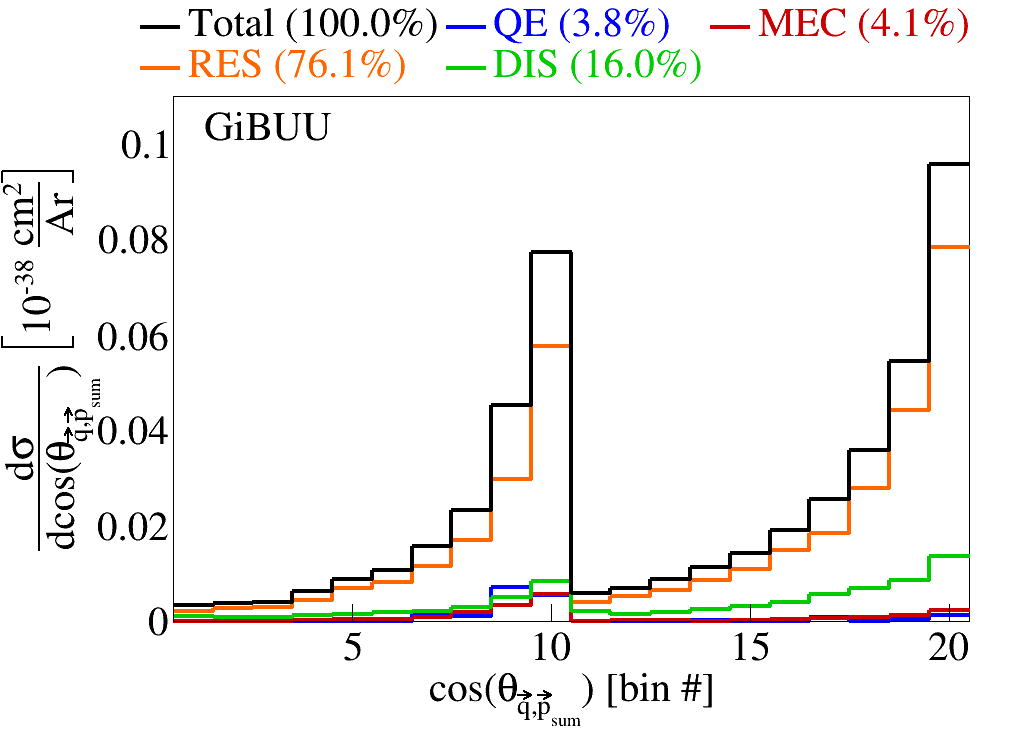 Total (100.0%) QE (3.8%) MEC (4.1%)
RES (76.1%) DIS (16.0%)
GiBUU
0.1
0.08
0.06
0.04
0.02
0
5 10 15 20
cos(θq⃗,p⃗sum) [bin #]
dσ/dcos(θq⃗,p⃗sum) [10-38 cm2/Ar]